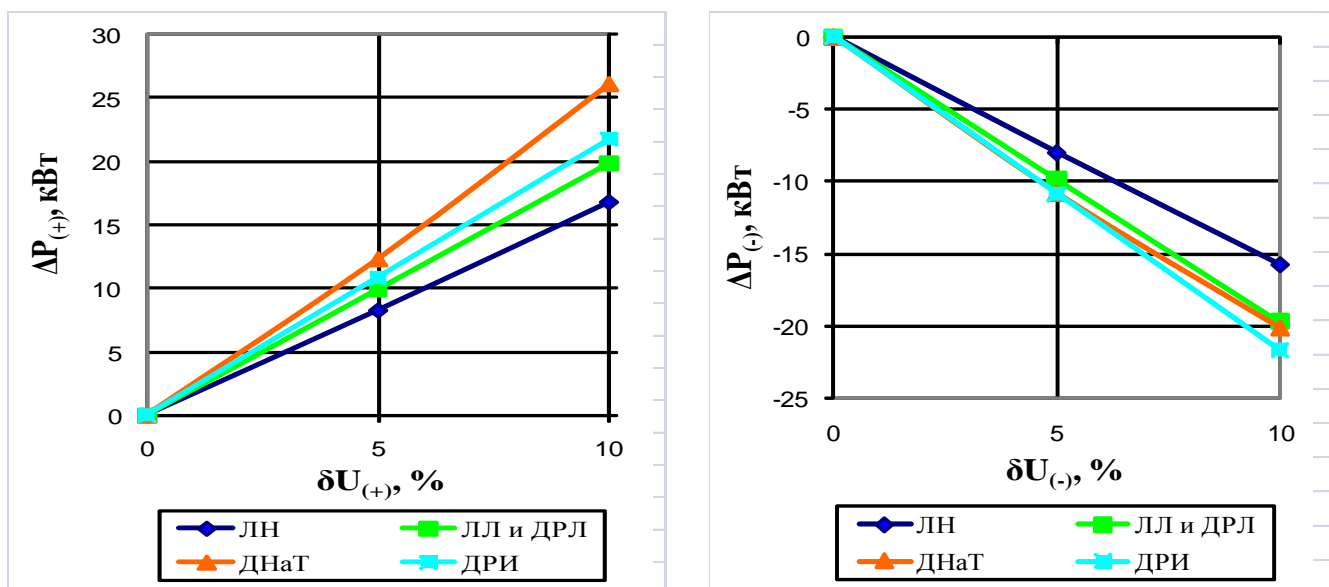 30
25
20
15
10
5
0
0 5 10
ΔP(+), кВт
δU(+), %
ЛН ЛЛ и ДРЛ
ДНаТ ДРИ
0
-5
-10
-15
-20
-25
0 5 10
ΔP(-), кВт
δU(-), %
ЛН ЛЛ и ДРЛ
ДНаТ ДРИ